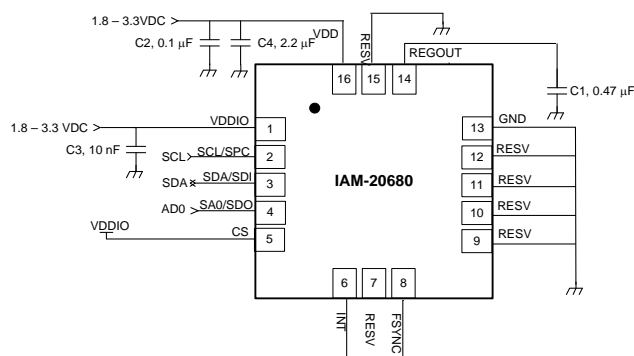 1.8 – 3.3VDC
C2, 0.1 µF
C4, 2.2 µF
VDD
RESV
REGOUT
C1, 0.47 µF
16
15
14
1.8 – 3.3 VDC
VDDIO
1
13
GND
C3, 10 nF
SCL
SCL/SPC
2
12
RESV
IAM-20680
SDA
SDA/SDI
3
11
RESV
AD0
SA0/SDO
4
10
RESV
VDDIO
CS
5
9
RESV
6
7
8
INT
RESV
FSYNC